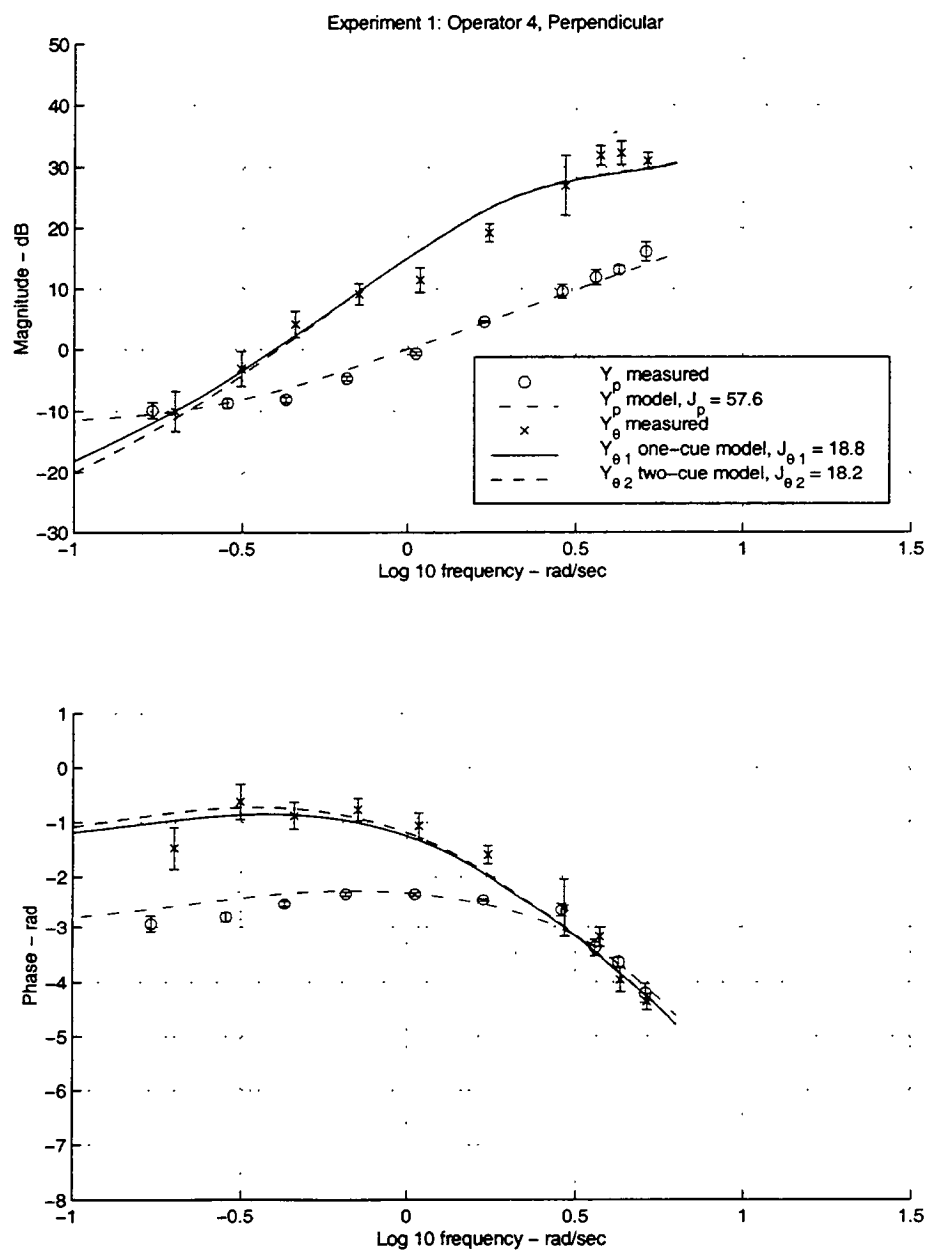 Experiment 1: Operator 4, Perpendicular
50
40
30
20
10
0
−10
−20
−30
Magnitude − dB
Y_p measured
Y_p model, J_p = 57.6
Y_θ measured
Y_θ1 one−cue model, J_θ1 = 18.8
Y_θ2 two−cue model, J_θ2 = 18.2
−1 −0.5 0 0.5 1 1.5
Log 10 frequency − rad/sec
1
0
−1
−2
−3
−4
−5
−6
−7
−8
Phase − rad
−1 −0.5 0 0.5 1 1.5
Log 10 frequency − rad/sec